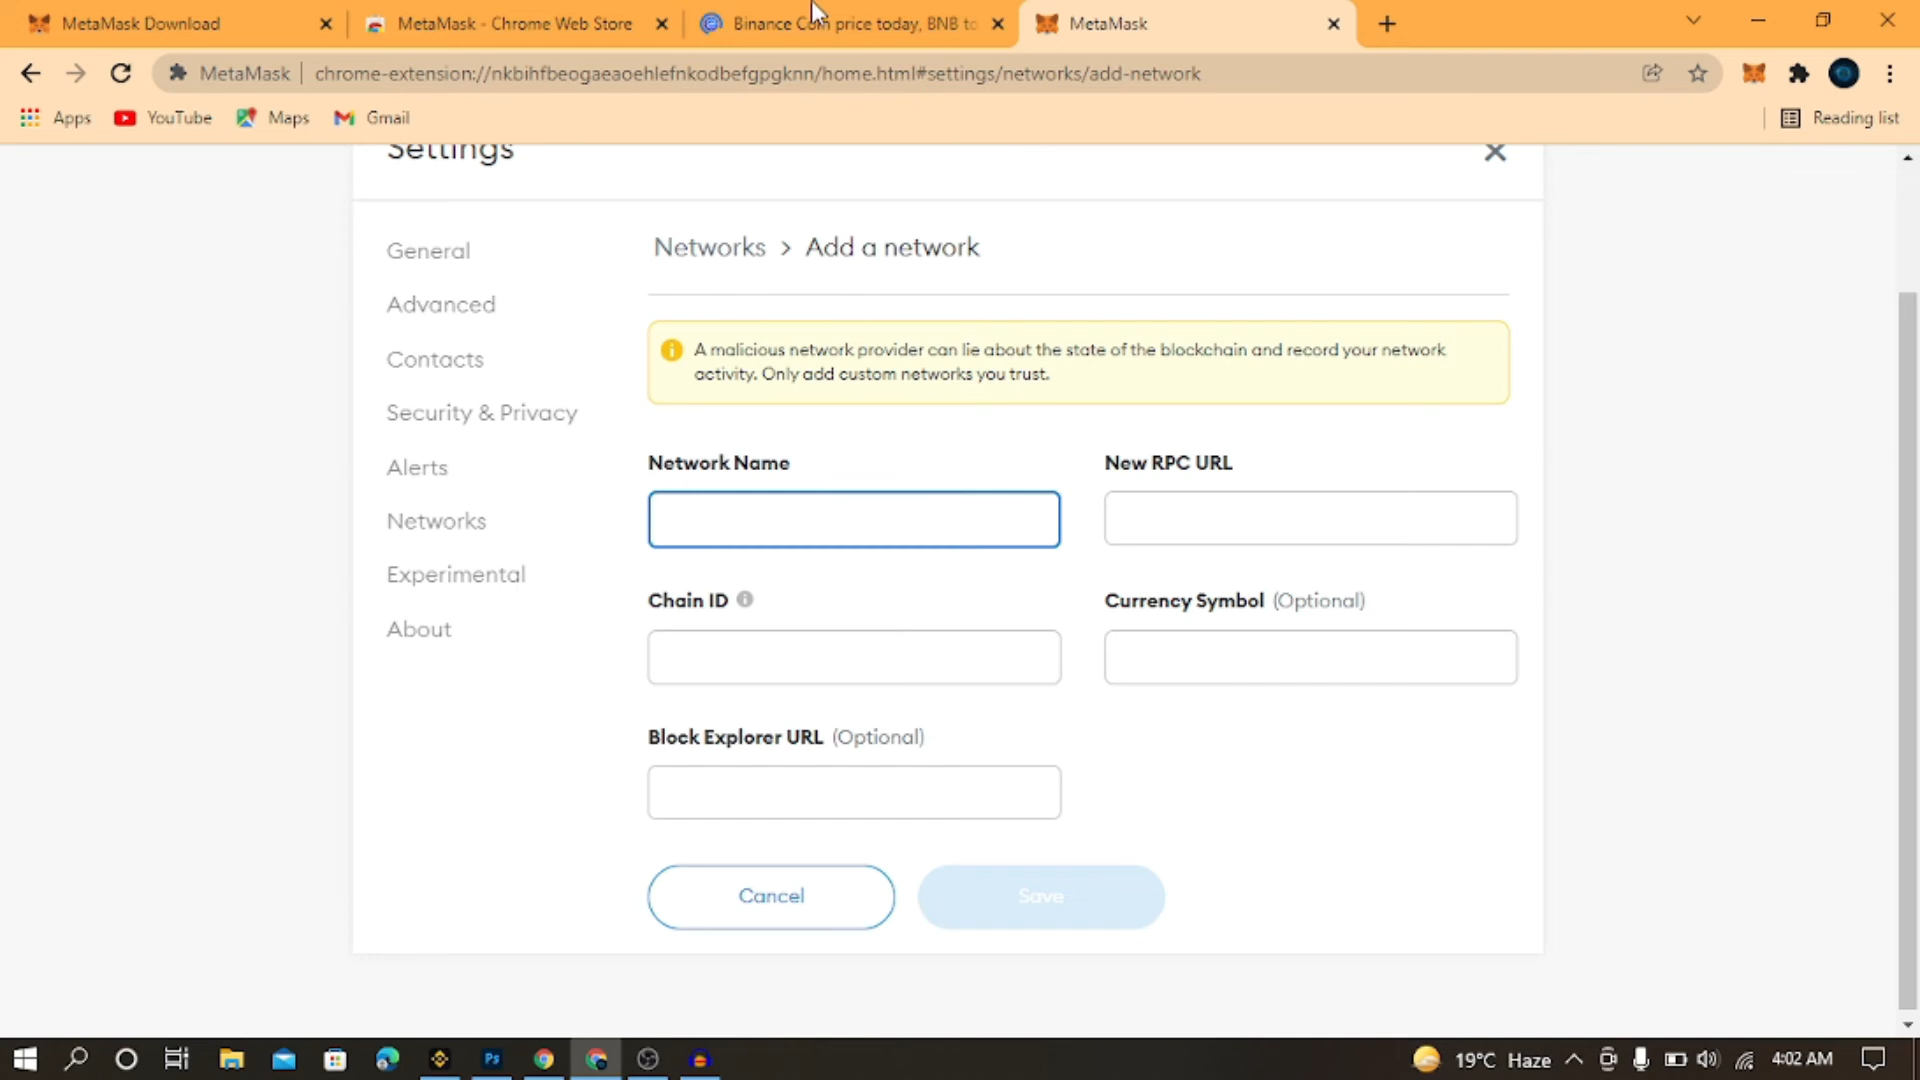 MetaMask Download
MetaMask - Chrome Web Store
Binance Coin price today, BNB to
MetaMask
MetaMask
chrome-extension://nkbihfbeogaeaoehlefnkodbefgpgknn/home.html#settings/networks/add-network
Apps
YouTube
Maps
Gmail
Reading list
Settings
General
Advanced
Contacts
Security & Privacy
Alerts
Networks
Experimental
About
Networks > Add a network
A malicious network provider can lie about the state of the blockchain and record your network
activity. Only add custom networks you trust.
Network Name
New RPC URL
Chain ID
Currency Symbol (Optional)
Block Explorer URL (Optional)
Cancel
Save
Ps
19°C Haze
4:02 AM